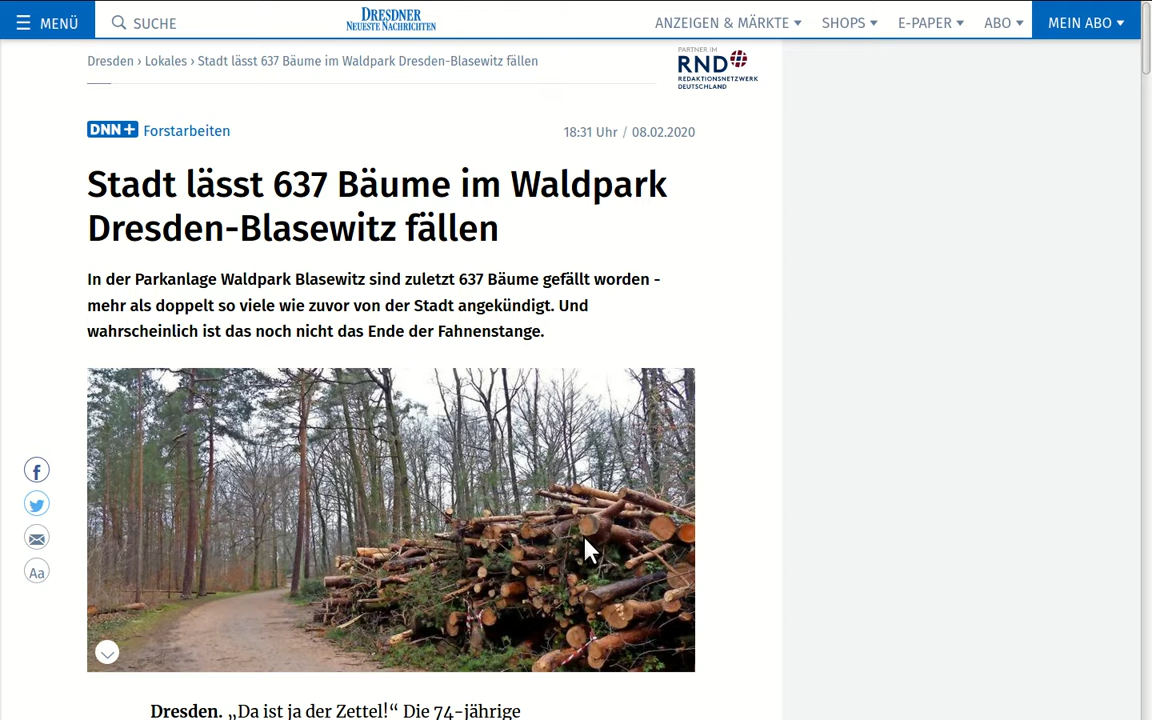 MENÜ
SUCHE
DRESDNER
NEUESTE NACHRICHTEN
ANZEIGEN & MÄRKTE
SHOPS
E-PAPER
ABO
MEIN ABO
Dresden › Lokales › Stadt lässt 637 Bäume im Waldpark Dresden-Blasewitz fällen
PARTNER IM
RND
REDAKTIONSNETZWERK
DEUTSCHLAND
DNN+ Forstarbeiten
18:31 Uhr / 08.02.2020
Stadt lässt 637 Bäume im Waldpark
Dresden-Blasewitz fällen
In der Parkanlage Waldpark Blasewitz sind zuletzt 637 Bäume gefällt worden -
mehr als doppelt so viele wie zuvor von der Stadt angekündigt. Und
wahrscheinlich ist das noch nicht das Ende der Fahnenstange.
f
Aa
Dresden. „Da ist ja der Zettel!“ Die 74-jährige